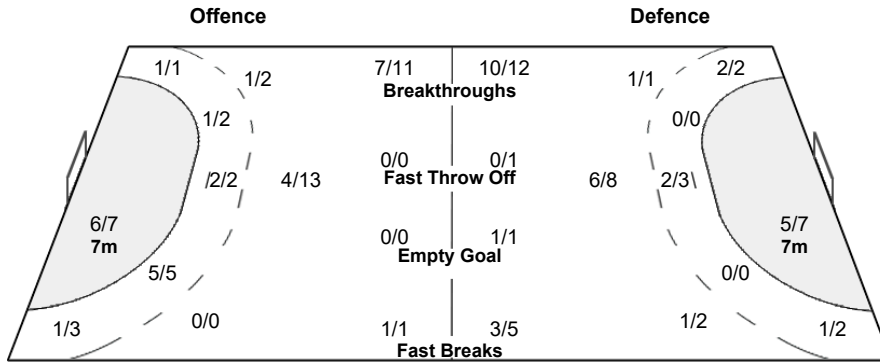 Offence Defence
1/1 1/2 7/11 10/12 1/1 2/2
Breakthroughs
1/2 0/0
0/0 0/1
2/2 4/13 Fast Throw Off 6/8 2/3
6/7 5/7
7m 0/0 1/1 7m
Empty Goal
5/5 0/0
1/3 0/0 1/1 3/5 1/2 1/2
Fast Breaks